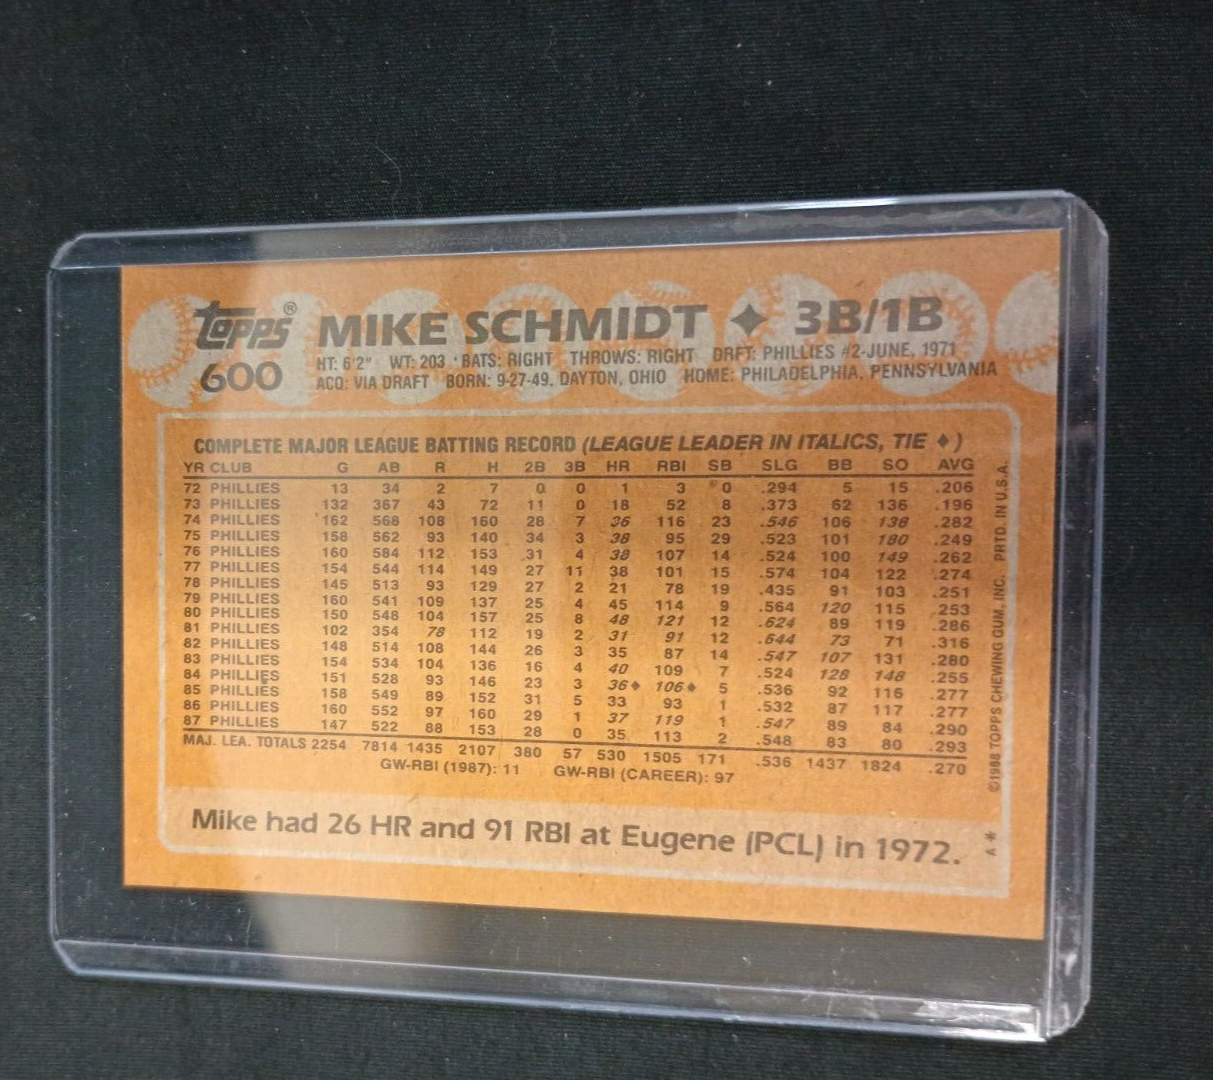 Topps® MIKE SCHMIDT ✦ 3B/1B
600 HT: 6'2" WT: 203 BATS: RIGHT THROWS: RIGHT DRFT: PHILLIES #2-JUNE, 1971
ACQ: VIA DRAFT BORN: 9-27-49, DAYTON, OHIO HOME: PHILADELPHIA, PENNSYLVANIA
COMPLETE MAJOR LEAGUE BATTING RECORD (LEAGUE LEADER IN ITALICS, TIE ♦)
YR CLUB G AB R H 2B 3B HR RBI SB SLG BB SO AVG
72 PHILLIES 13 34 2 7 0 0 1 3 0 .294 5 15 .206
73 PHILLIES 132 367 43 72 11 0 18 52 8 .373 62 136 .196
74 PHILLIES 162 568 108 160 28 7 36 116 23 .546 106 138 .282
75 PHILLIES 158 562 93 140 34 3 38 95 29 .523 101 180 .249
76 PHILLIES 160 584 112 153 31 4 38 107 14 .524 100 149 .262
77 PHILLIES 154 544 114 149 27 11 38 101 15 .574 104 122 .274
78 PHILLIES 145 513 93 129 27 2 21 78 19 .435 91 103 .251
79 PHILLIES 160 541 109 137 25 4 45 114 9 .564 120 115 .253
80 PHILLIES 150 548 104 157 25 8 48 121 12 .624 89 119 .286
81 PHILLIES 102 354 78 112 19 2 31 91 12 .644 73 71 .316
82 PHILLIES 148 514 108 144 26 3 35 87 14 .547 107 131 .280
83 PHILLIES 154 534 104 136 16 4 40 109 7 .524 128 148 .255
84 PHILLIES 151 528 93 146 23 3 36♦ 106♦ 5 .536 92 116 .277
85 PHILLIES 158 549 89 152 31 5 33 93 1 .532 87 117 .277
86 PHILLIES 160 552 97 160 29 1 37 119 1 .547 89 84 .290
87 PHILLIES 147 522 88 153 28 0 35 113 2 .548 83 80 .293
MAJ. LEA. TOTALS 2254 7814 1435 2107 380 57 530 1505 171 .536 1437 1824 .270
GW-RBI (1987): 11 GW-RBI (CAREER): 97
Mike had 26 HR and 91 RBI at Eugene (PCL) in 1972.
A *
©1988 TOPPS CHEWING GUM, INC. PRTD. IN U.S.A.